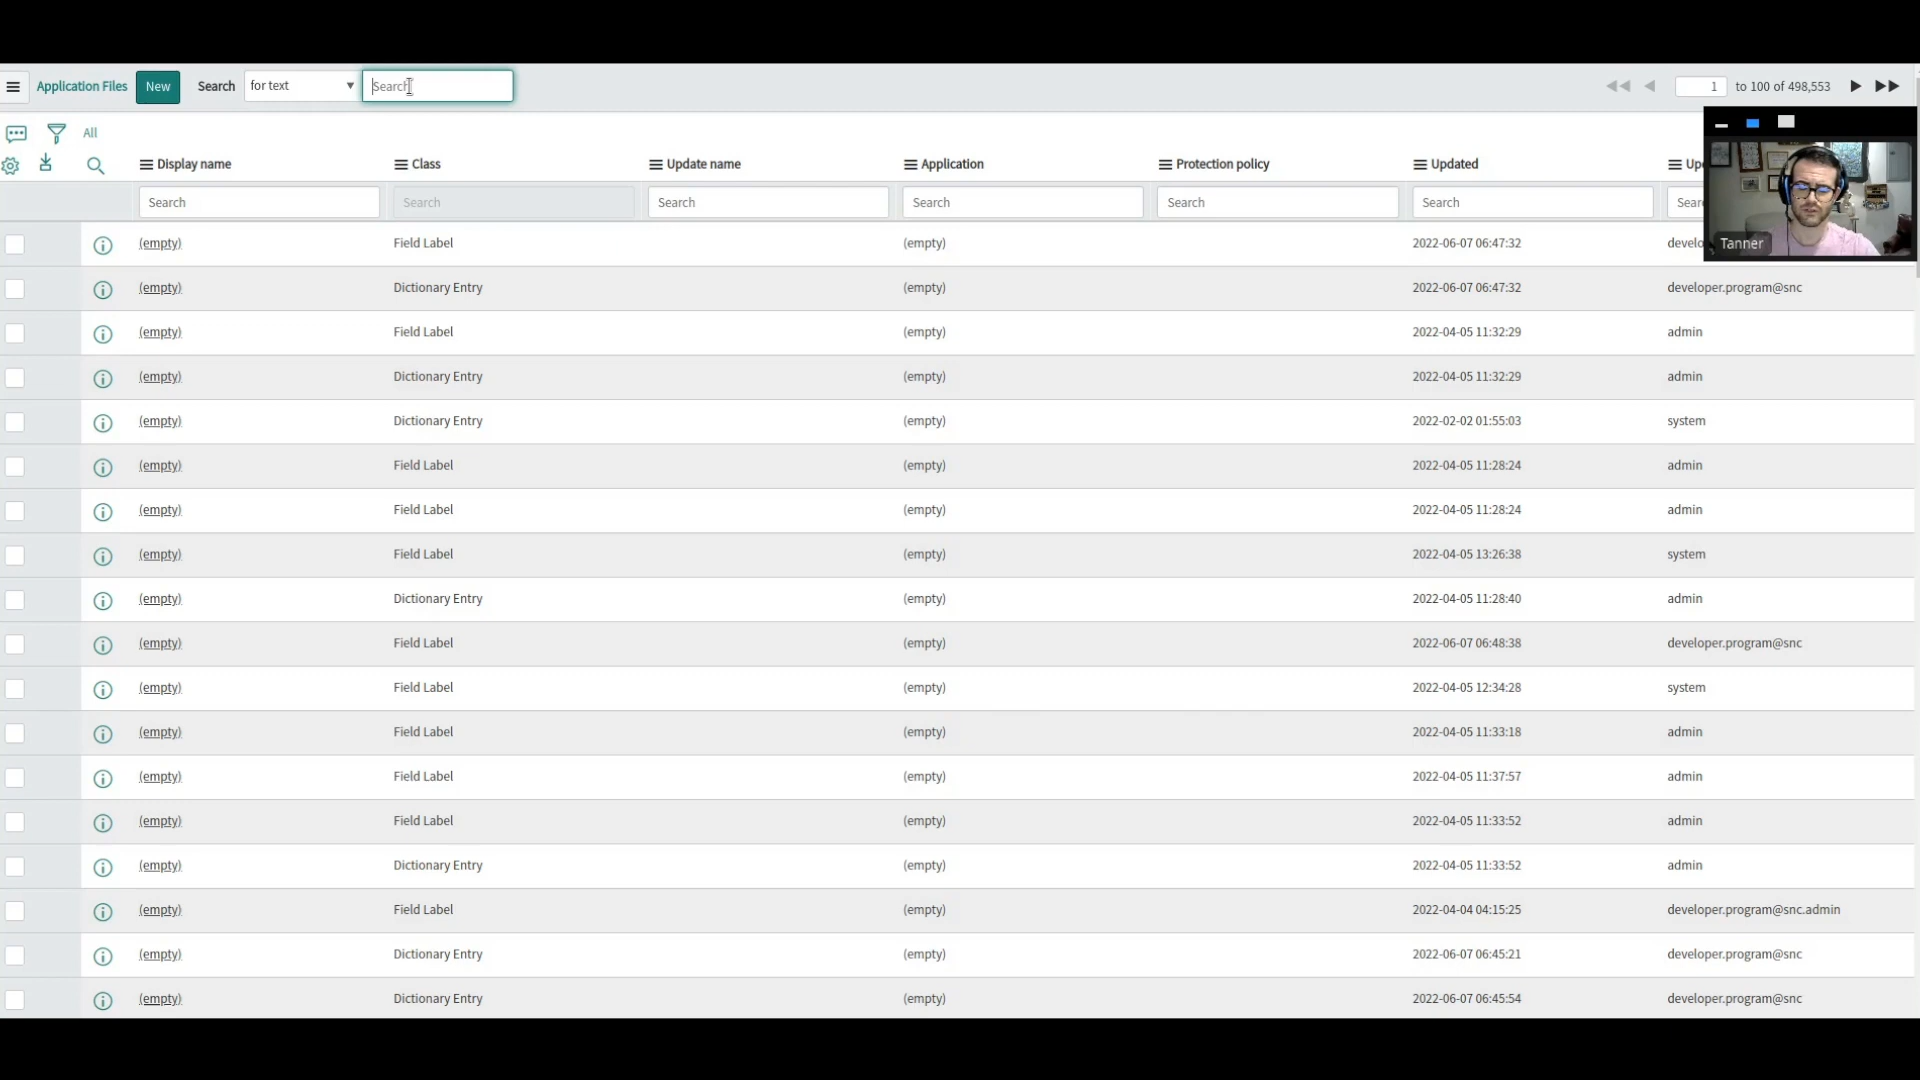 Application Files New Search for text Search 1 to 100 of 498,553
All
Display name Class Update name Application Protection policy Updated
Search Search Search Search Search Search
Tanner
(empty) Field Label (empty) 2022-06-07 06:47:32
(empty) Dictionary Entry (empty) 2022-06-07 06:47:32 developer.program@snc
(empty) Field Label (empty) 2022-04-05 11:32:29 admin
(empty) Dictionary Entry (empty) 2022-04-05 11:32:29 admin
(empty) Dictionary Entry (empty) 2022-02-02 01:55:03 system
(empty) Field Label (empty) 2022-04-05 11:28:24 admin
(empty) Field Label (empty) 2022-04-05 11:28:24 admin
(empty) Field Label (empty) 2022-04-05 13:26:38 system
(empty) Dictionary Entry (empty) 2022-04-05 11:28:40 admin
(empty) Field Label (empty) 2022-06-07 06:48:38 developer.program@snc
(empty) Field Label (empty) 2022-04-05 12:34:28 system
(empty) Field Label (empty) 2022-04-05 11:33:18 admin
(empty) Field Label (empty) 2022-04-05 11:37:57 admin
(empty) Field Label (empty) 2022-04-05 11:33:52 admin
(empty) Dictionary Entry (empty) 2022-04-05 11:33:52 admin
(empty) Field Label (empty) 2022-04-04 04:15:25 developer.program@snc.admin
(empty) Dictionary Entry (empty) 2022-06-07 06:45:21 developer.program@snc
(empty) Dictionary Entry (empty) 2022-06-07 06:45:54 developer.program@snc